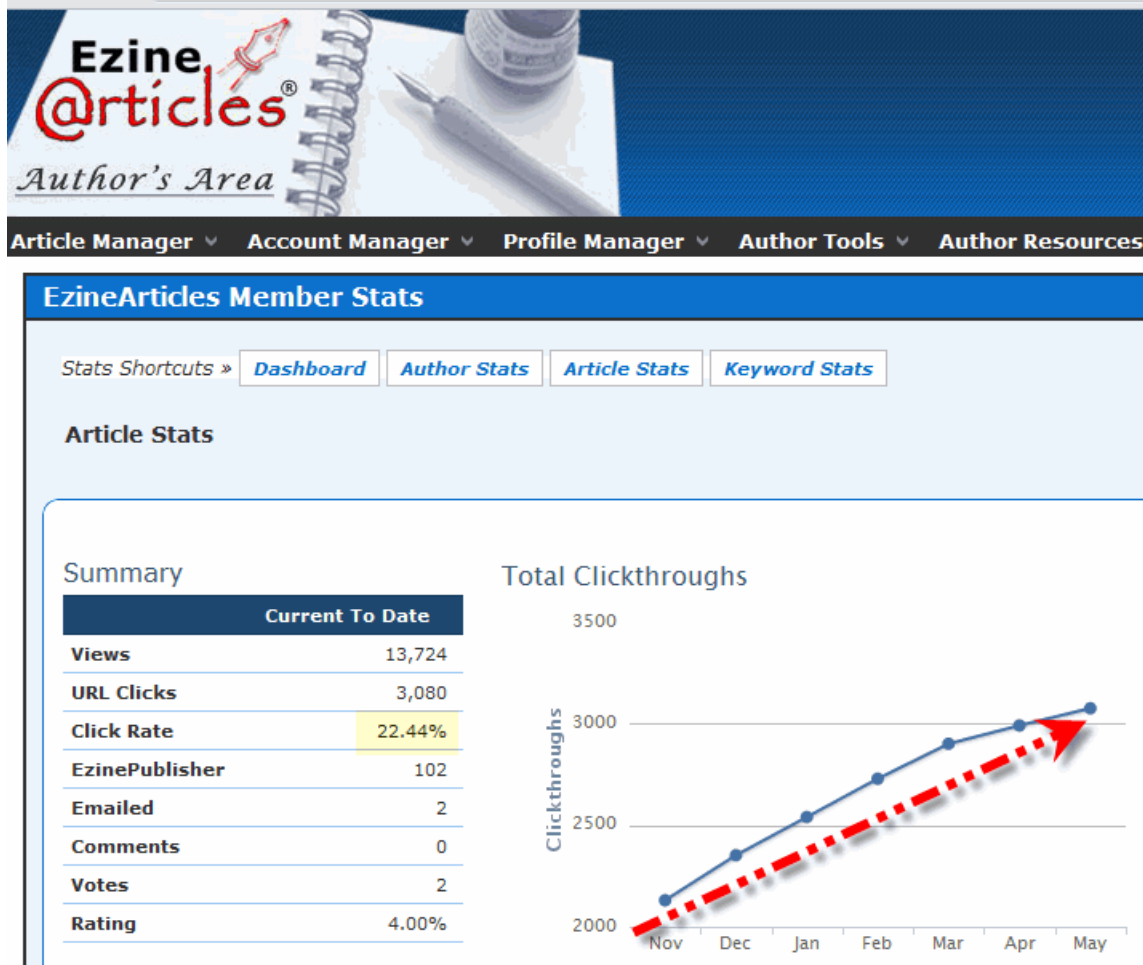 Ezine
@rticles®
Author's Area
Article Manager Account Manager Profile Manager Author Tools Author Resources
EzineArticles Member Stats
Stats Shortcuts » Dashboard Author Stats Article Stats Keyword Stats
Article Stats
Summary
Current To Date
Views 13,724
URL Clicks 3,080
Click Rate 22.44%
EzinePublisher 102
Emailed 2
Comments 0
Votes 2
Rating 4.00%
Total Clickthroughs
Clickthroughs
3500
3000
2500
2000
Nov Dec Jan Feb Mar Apr May